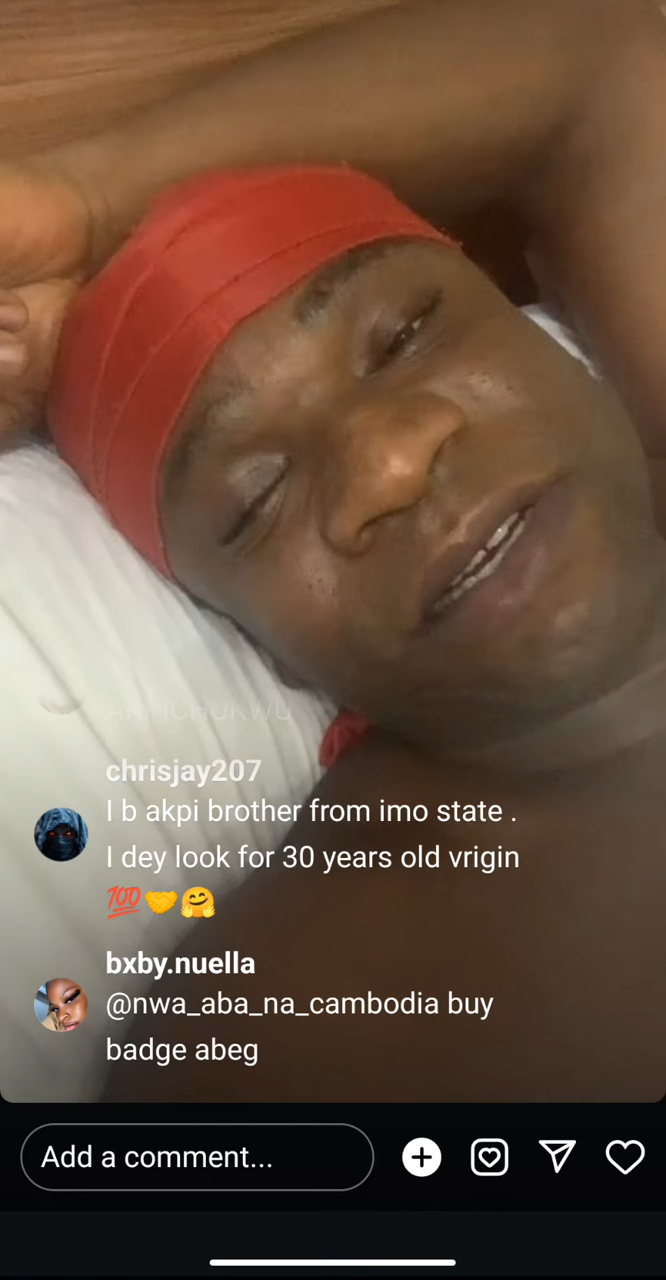 chrisjay207
I b akpi brother from imo state .
I dey look for 30 years old vrigin
💯🤝🤗
bxby.nuella
@nwa_aba_na_cambodia buy
badge abeg
Add a comment...